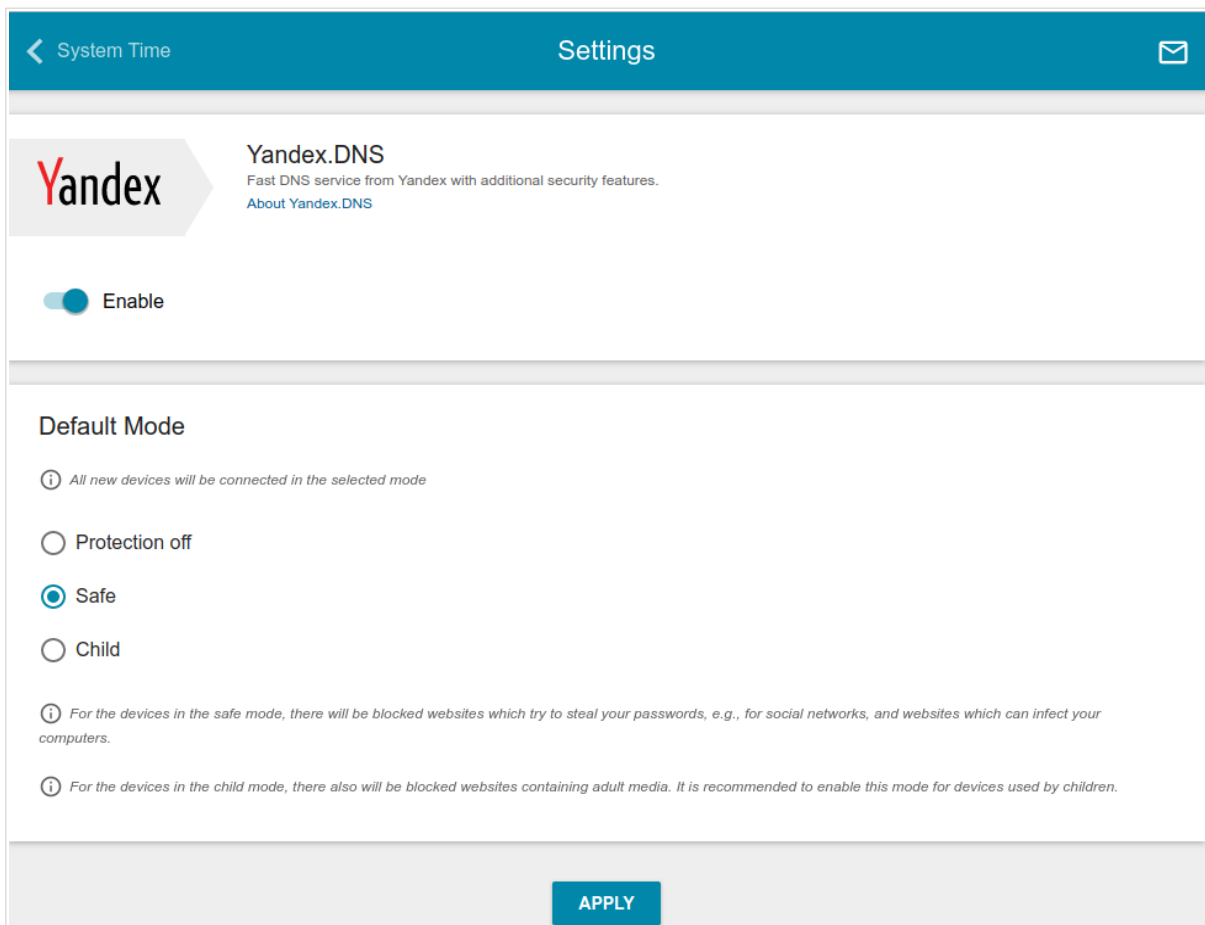 System Time
Settings
Yandex
Yandex.DNS
Fast DNS service from Yandex with additional security features.
About Yandex.DNS
Enable
Default Mode
All new devices will be connected in the selected mode
Protection off
Safe
Child
For the devices in the safe mode, there will be blocked websites which try to steal your passwords, e.g., for social networks, and websites which can infect your
computers.
For the devices in the child mode, there also will be blocked websites containing adult media. It is recommended to enable this mode for devices used by children.
APPLY